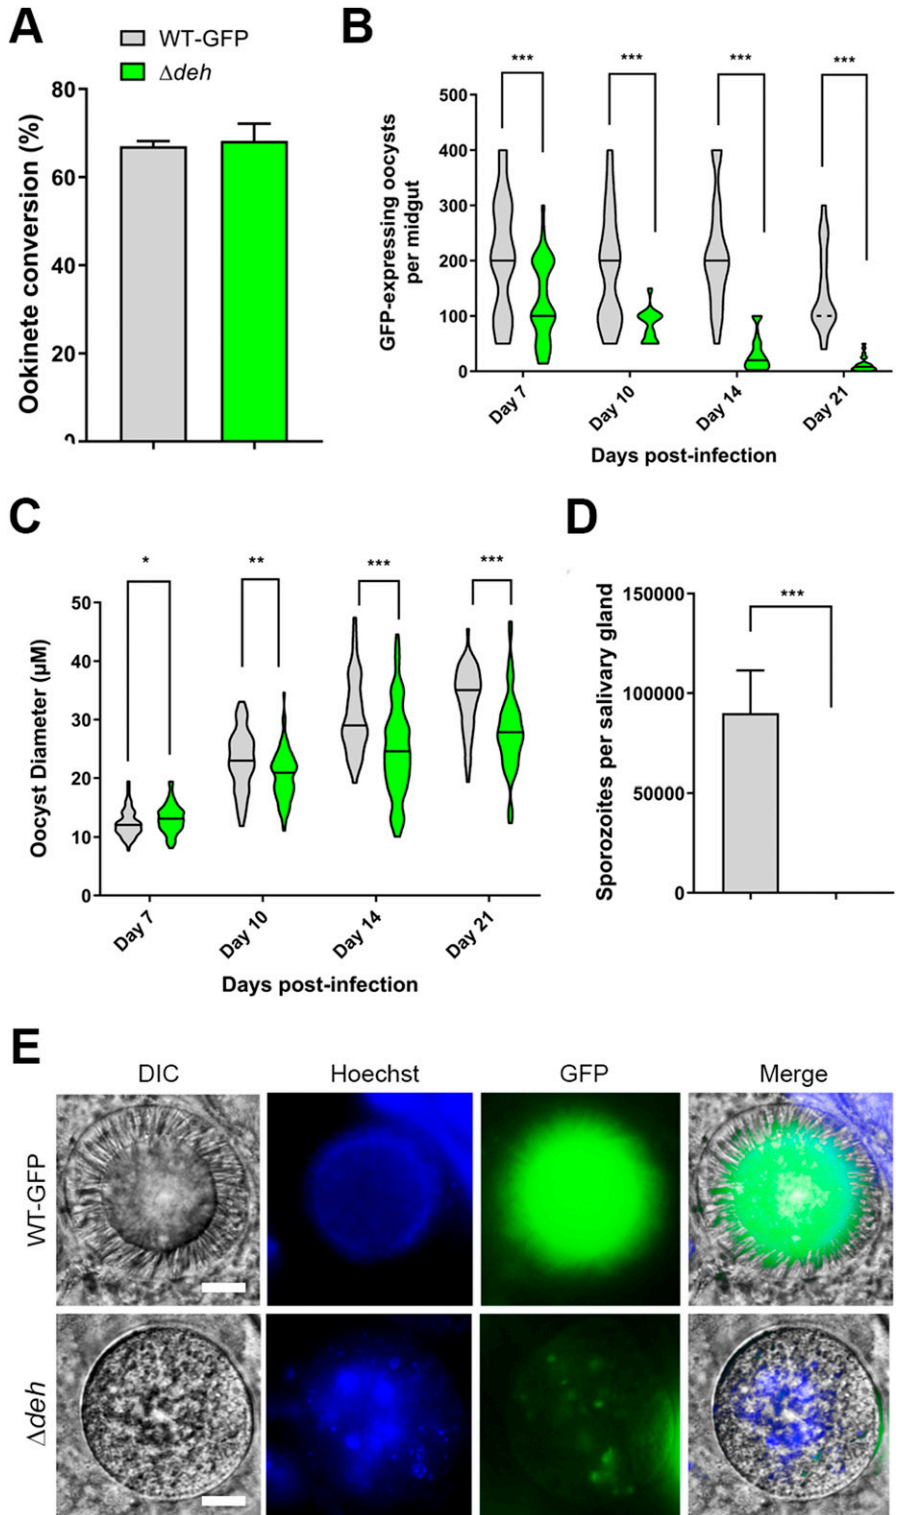 A
WT-GFP
Δdeh
Ookinete conversion (%)
80
60
40
20
0
B
GFP-expressing oocysts
per midgut
500
400
300
200
100
0
***
***
***
***
Day 7
Day 10
Day 14
Day 21
Days post-infection
C
Oocyst Diameter (µM)
50
40
30
20
10
0
*
**
***
***
Day 7
Day 10
Day 14
Day 21
Days post-infection
D
Sporozoites per salivary gland
150000
100000
50000
0
***
E
DIC
Hoechst
GFP
Merge
WT-GFP
Δdeh